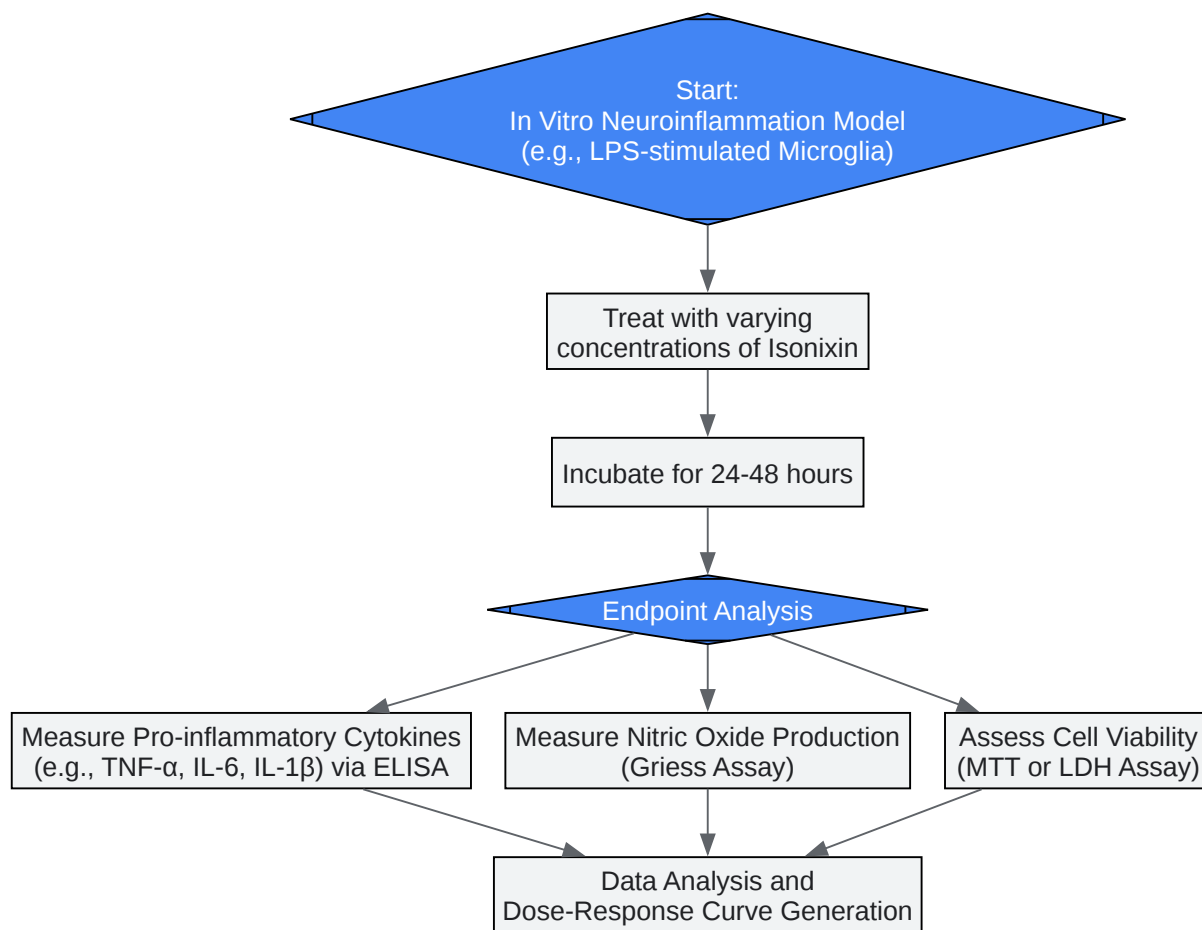 Start:
In Vitro Neuroinflammation Model
(e.g., LPS-stimulated Microglia)
Treat with varying
concentrations of Isonixin
Incubate for 24-48 hours
Endpoint Analysis
Measure Pro-inflammatory Cytokines
(e.g., TNF-α, IL-6, IL-1β) via ELISA
Measure Nitric Oxide Production
(Griess Assay)
Assess Cell Viability
(MTT or LDH Assay)
Data Analysis and
Dose-Response Curve Generation